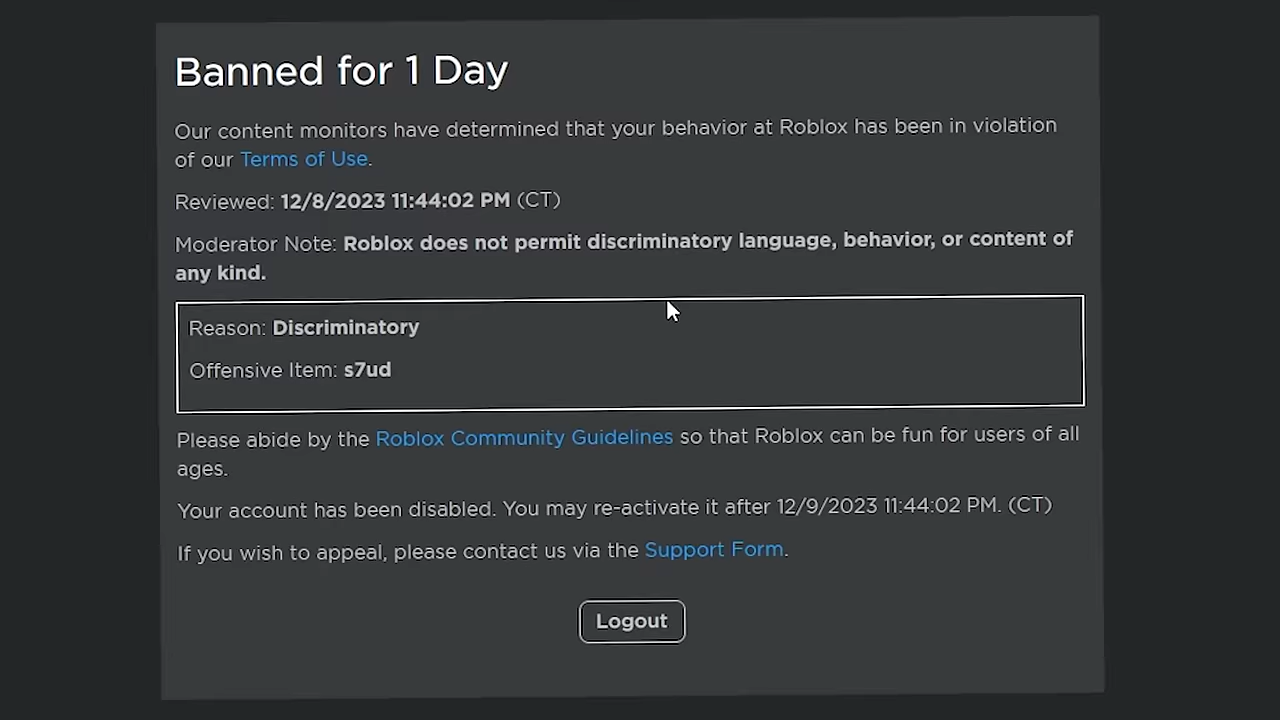 Banned for 1 Day
Our content monitors have determined that your behavior at Roblox has been in violation
of our Terms of Use.
Reviewed: 12/8/2023 11:44:02 PM (CT)
Moderator Note: Roblox does not permit discriminatory language, behavior, or content of
any kind.
Reason: Discriminatory
Offensive Item: s7ud
Please abide by the Roblox Community Guidelines so that Roblox can be fun for users of all
ages.
Your account has been disabled. You may re-activate it after 12/9/2023 11:44:02 PM. (CT)
If you wish to appeal, please contact us via the Support Form.
Logout